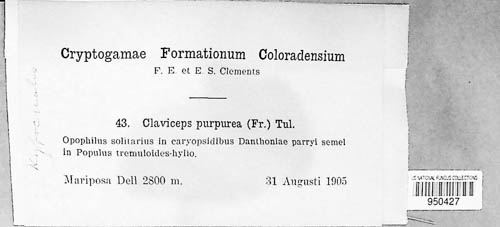 Cryptogamae Formationum Coloradensium
F. E. et E. S. Clements
43. Claviceps purpurea (Fr.) Tul.
Opophilus solitarius in caryopsidibus Danthoniae parryi semel
in Populus tremuloides-hylio.
Mariposa Dell 2800 m. 31 Augusti 1905
US NATIONAL FUNGUS COLLECTIONS
950427